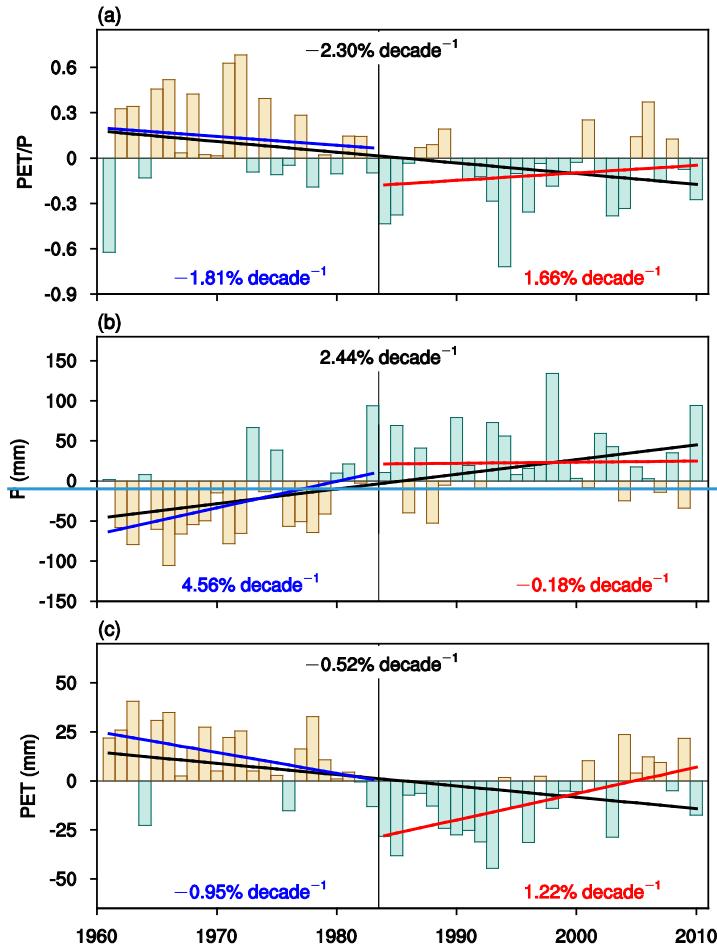 (a)
−2.30% decade⁻¹
0.6
0.3
0
-0.3
-0.6
-0.9
PET/P
−1.81% decade⁻¹
1.66% decade⁻¹
(b)
2.44% decade⁻¹
150
100
50
0
-50
-100
-150
P (mm)
4.56% decade⁻¹
−0.18% decade⁻¹
(c)
−0.52% decade⁻¹
50
25
0
-25
-50
PET (mm)
−0.95% decade⁻¹
1.22% decade⁻¹
1960 1970 1980 1990 2000 2010